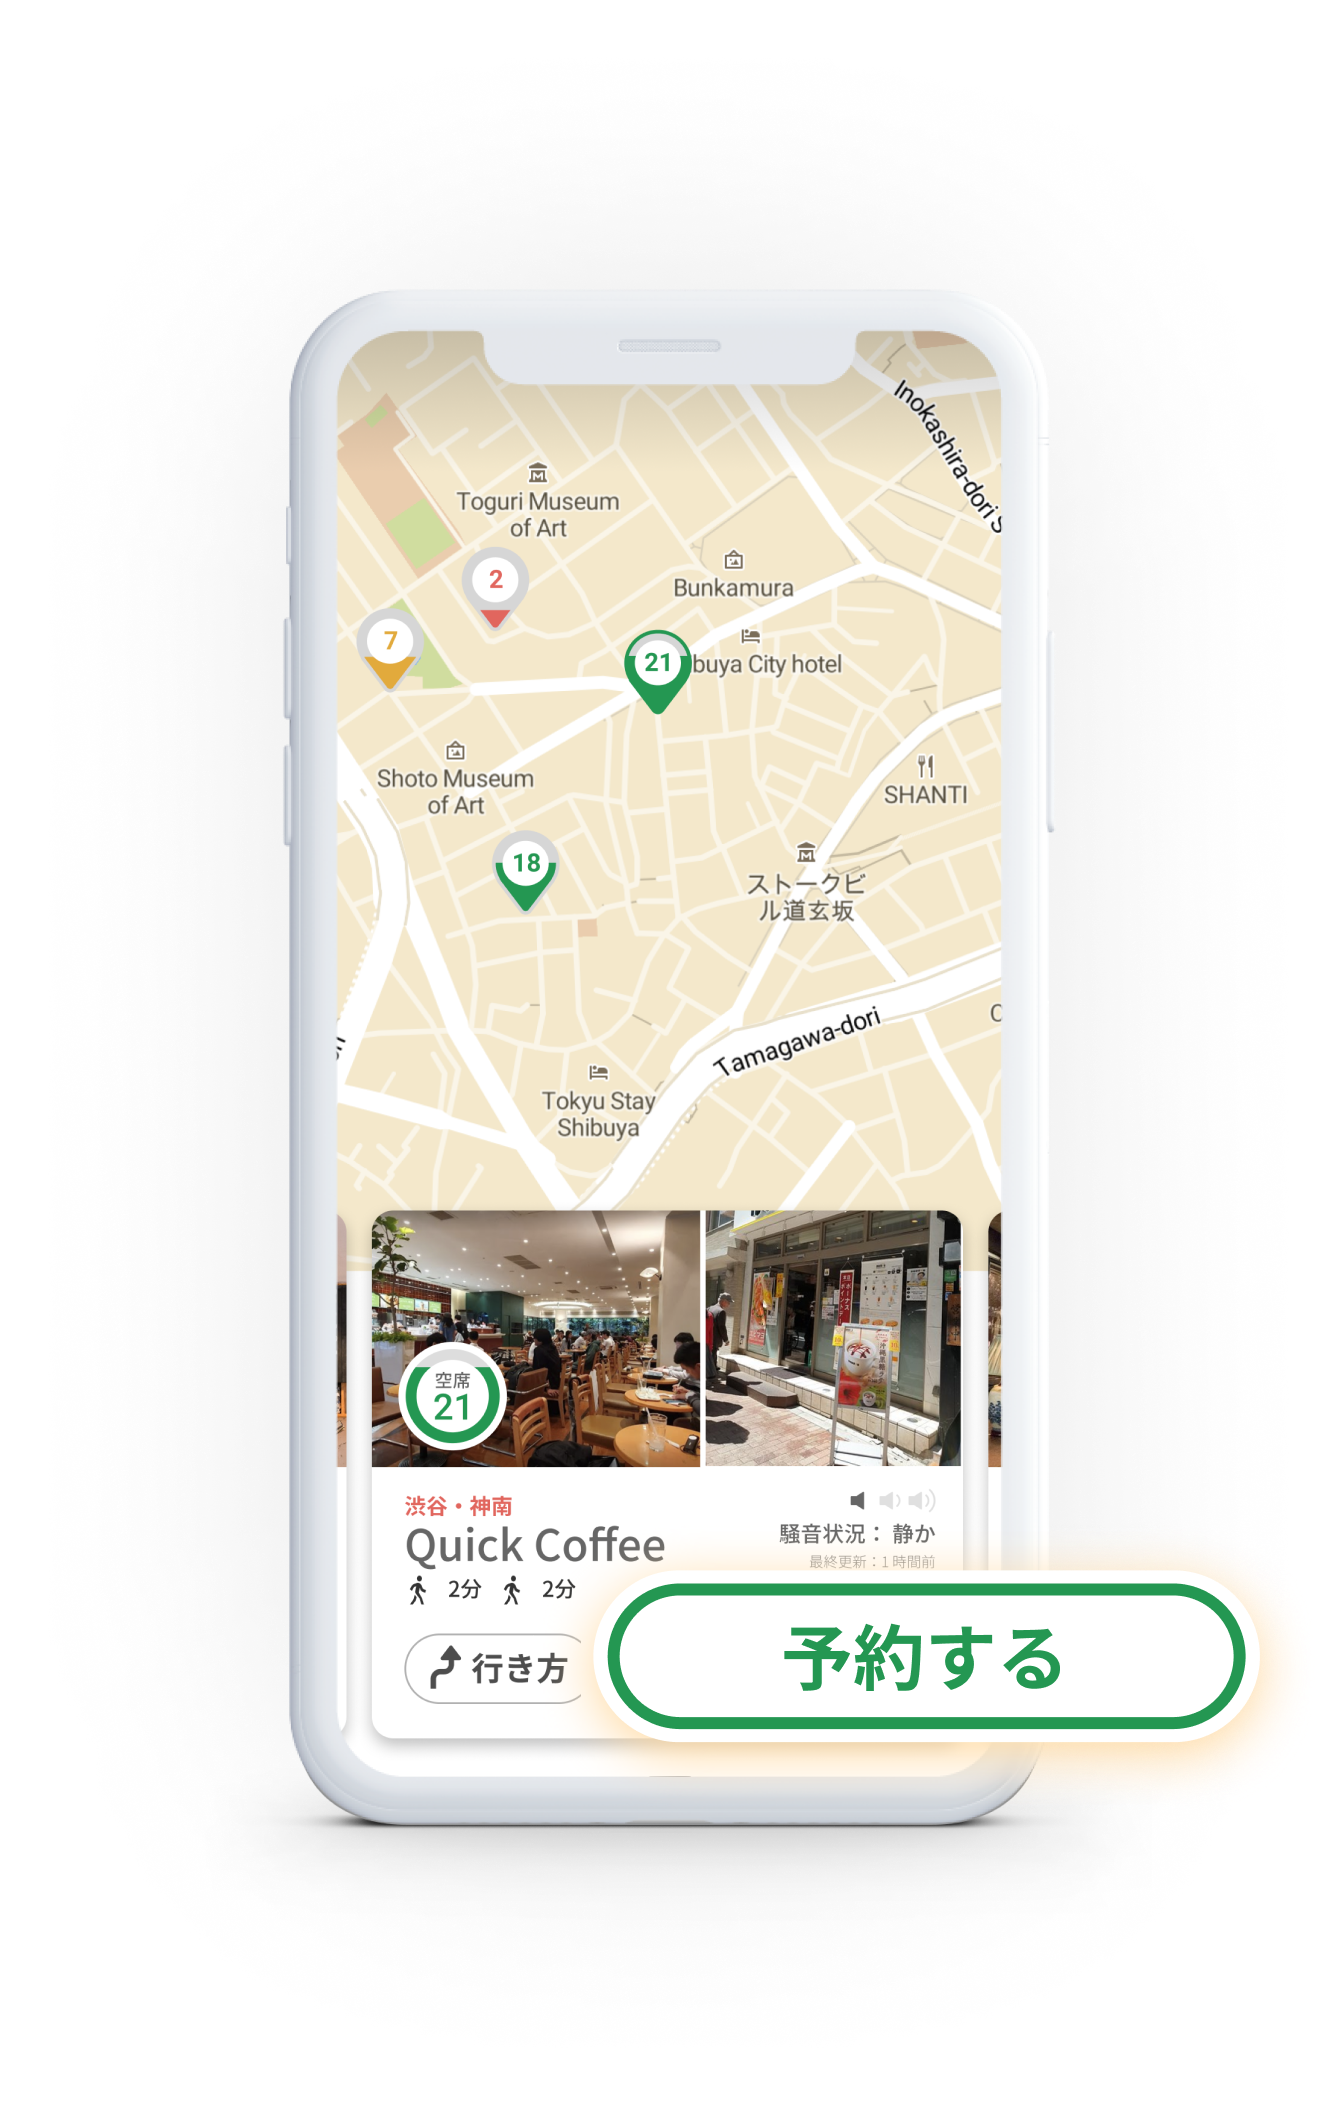 Inokashira-dori S
Toguri Museum
of Art
Bunkamura
2
7
21
buya City hotel
Shoto Museum
of Art
SHANTI
18
ストークビ
ル道玄坂
Tamagawa-dori
Tokyu Stay
Shibuya
空席
21
渋谷・神南
Quick Coffee
騒音状況： 静か
最終更新：1 時間前
2分 2分
行き方
予約する